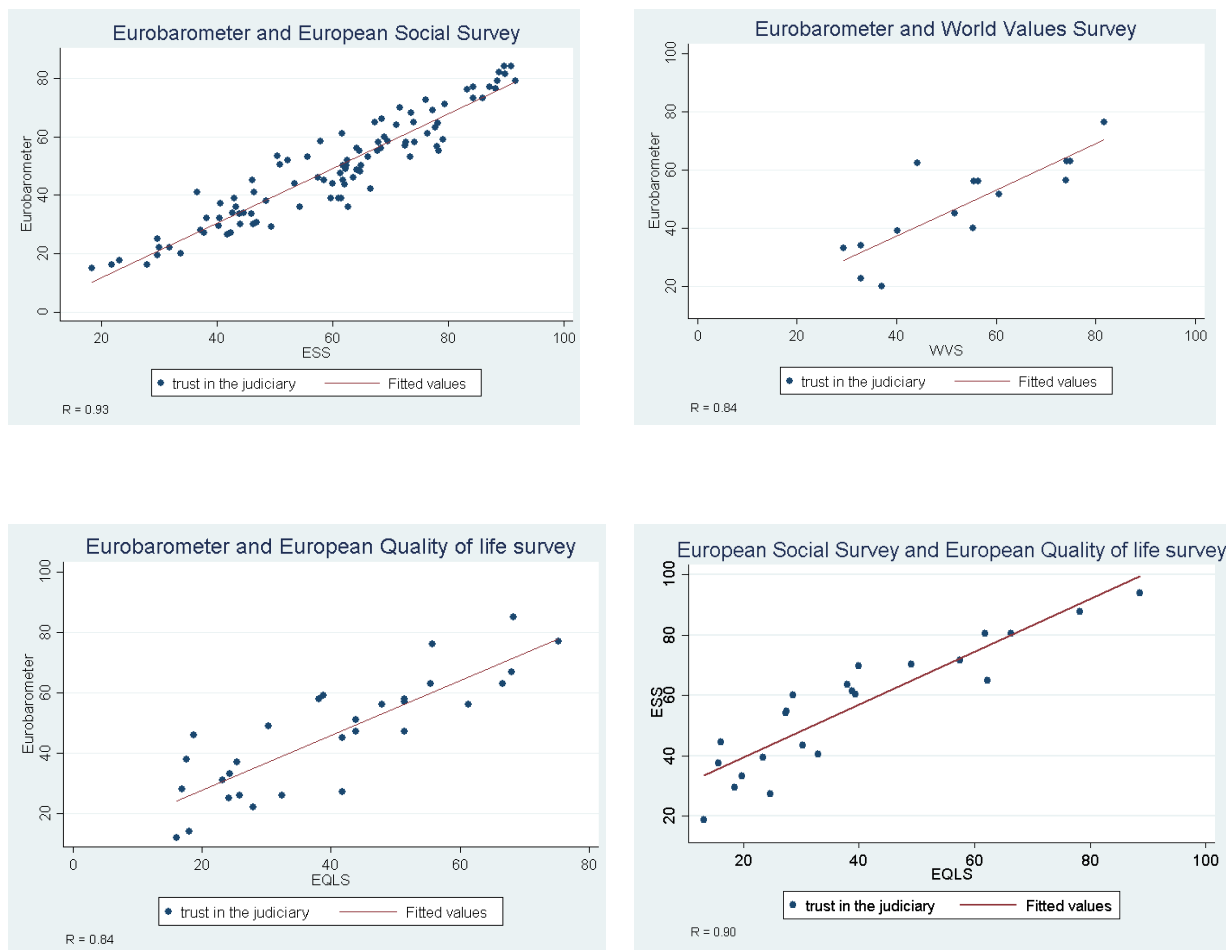 Eurobarometer and European Social Survey
Eurobarometer
80
60
40
20
0
20 40 60 80 100
ESS
trust in the judiciary Fitted values
R = 0.93
Eurobarometer and World Values Survey
Eurobarometer
100
80
60
40
20
0 20 40 60 80 100
WVS
trust in the judiciary Fitted values
R = 0.84
Eurobarometer and European Quality of life survey
Eurobarometer
100
80
60
40
20
0 20 40 60 80
EQLS
trust in the judiciary Fitted values
R = 0.84
European Social Survey and European Quality of life survey
ESS
100
80
60
40
20
20 40 60 80 100
EQLS
trust in the judiciary Fitted values
R = 0.90